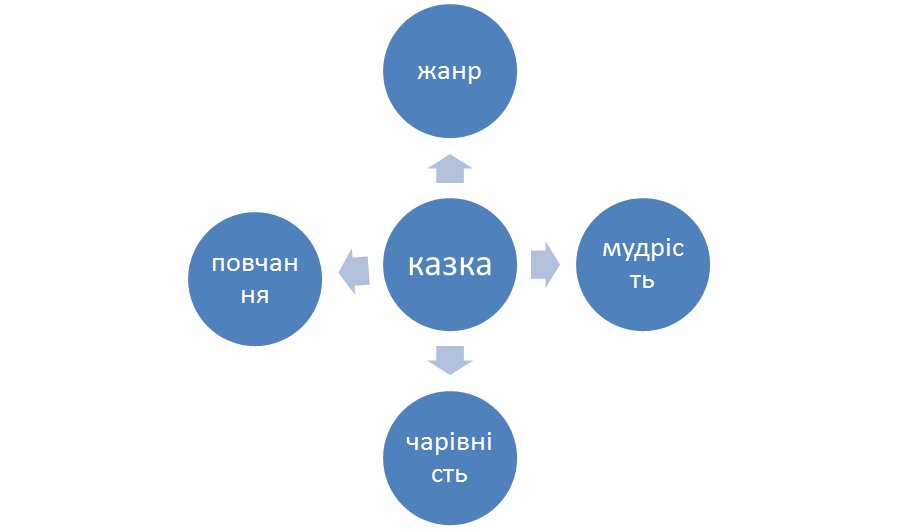 жанр
повчан
ня
казка
мудріс
ть
чарівні
сть